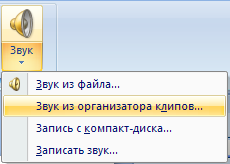 Звук
Звук из файла...
Звук из организатора клипов...
Запись с компакт-диска...
Записать звук...